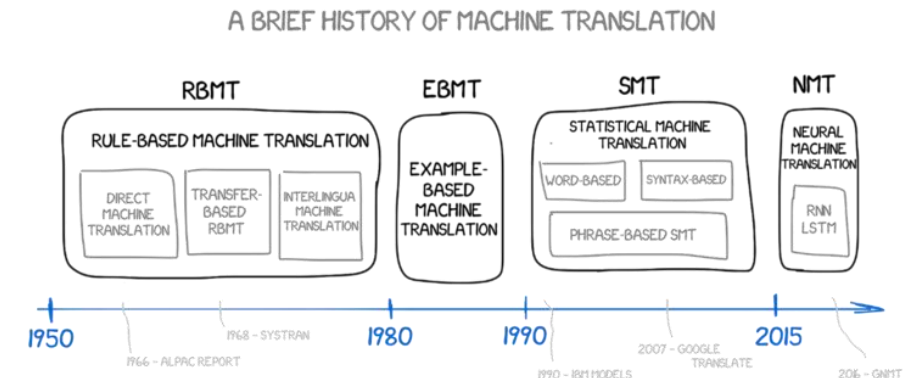 A BRIEF HISTORY OF MACHINE TRANSLATION
RBMT
RULE-BASED MACHINE TRANSLATION
DIRECT
MACHINE
TRANSLATION
TRANSFER-
BASED
RBMT
INTERLINGUA
MACHINE
TRANSLATION
EBMT
EXAMPLE-
BASED
MACHINE
TRANSLATION
SMT
STATISTICAL MACHINE
TRANSLATION
WORD-BASED
SYNTAX-BASED
PHRASE-BASED SMT
NMT
NEURAL
MACHINE
TRANSLATION
RNN
LSTM
1950
1980
1990
2015
1966 - ALPAC REPORT
1968 - SYSTRAN
1990 - IBM MODELS
2007 - GOOGLE
TRANSLATE
2016 - GNMT